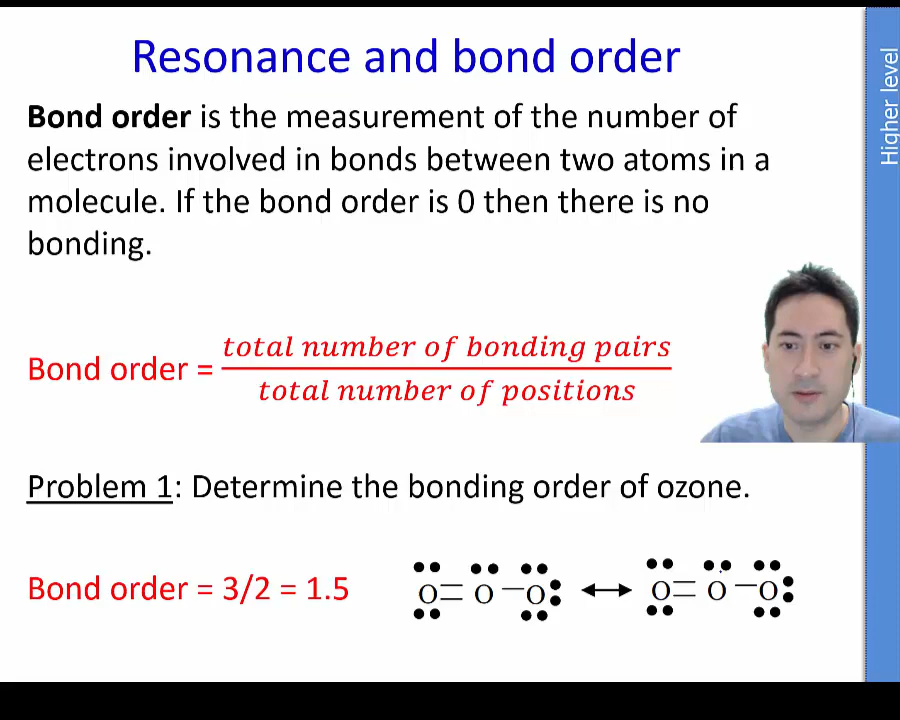 Resonance and bond order
Higher level
Bond order is the measurement of the number of
electrons involved in bonds between two atoms in a
molecule. If the bond order is 0 then there is no
bonding.
Bond order = total number of bonding pairs
total number of positions
Problem 1: Determine the bonding order of ozone.
Bond order = 3/2 = 1.5
O = O – O ↔ O = O – O